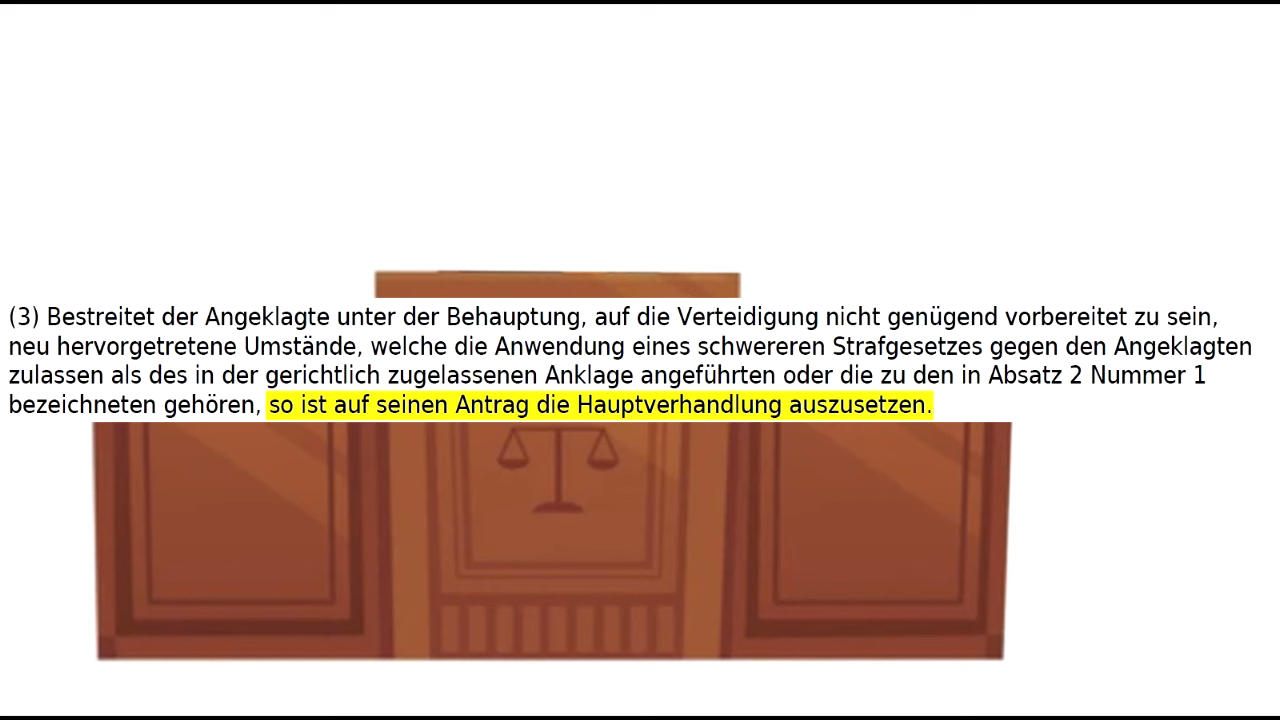 (3) Bestreitet der Angeklagte unter der Behauptung, auf die Verteidigung nicht genügend vorbereitet zu sein,
neu hervorgetretene Umstände, welche die Anwendung eines schwereren Strafgesetzes gegen den Angeklagten
zulassen als des in der gerichtlich zugelassenen Anklage angeführten oder die zu den in Absatz 2 Nummer 1
bezeichneten gehören, so ist auf seinen Antrag die Hauptverhandlung auszusetzen.